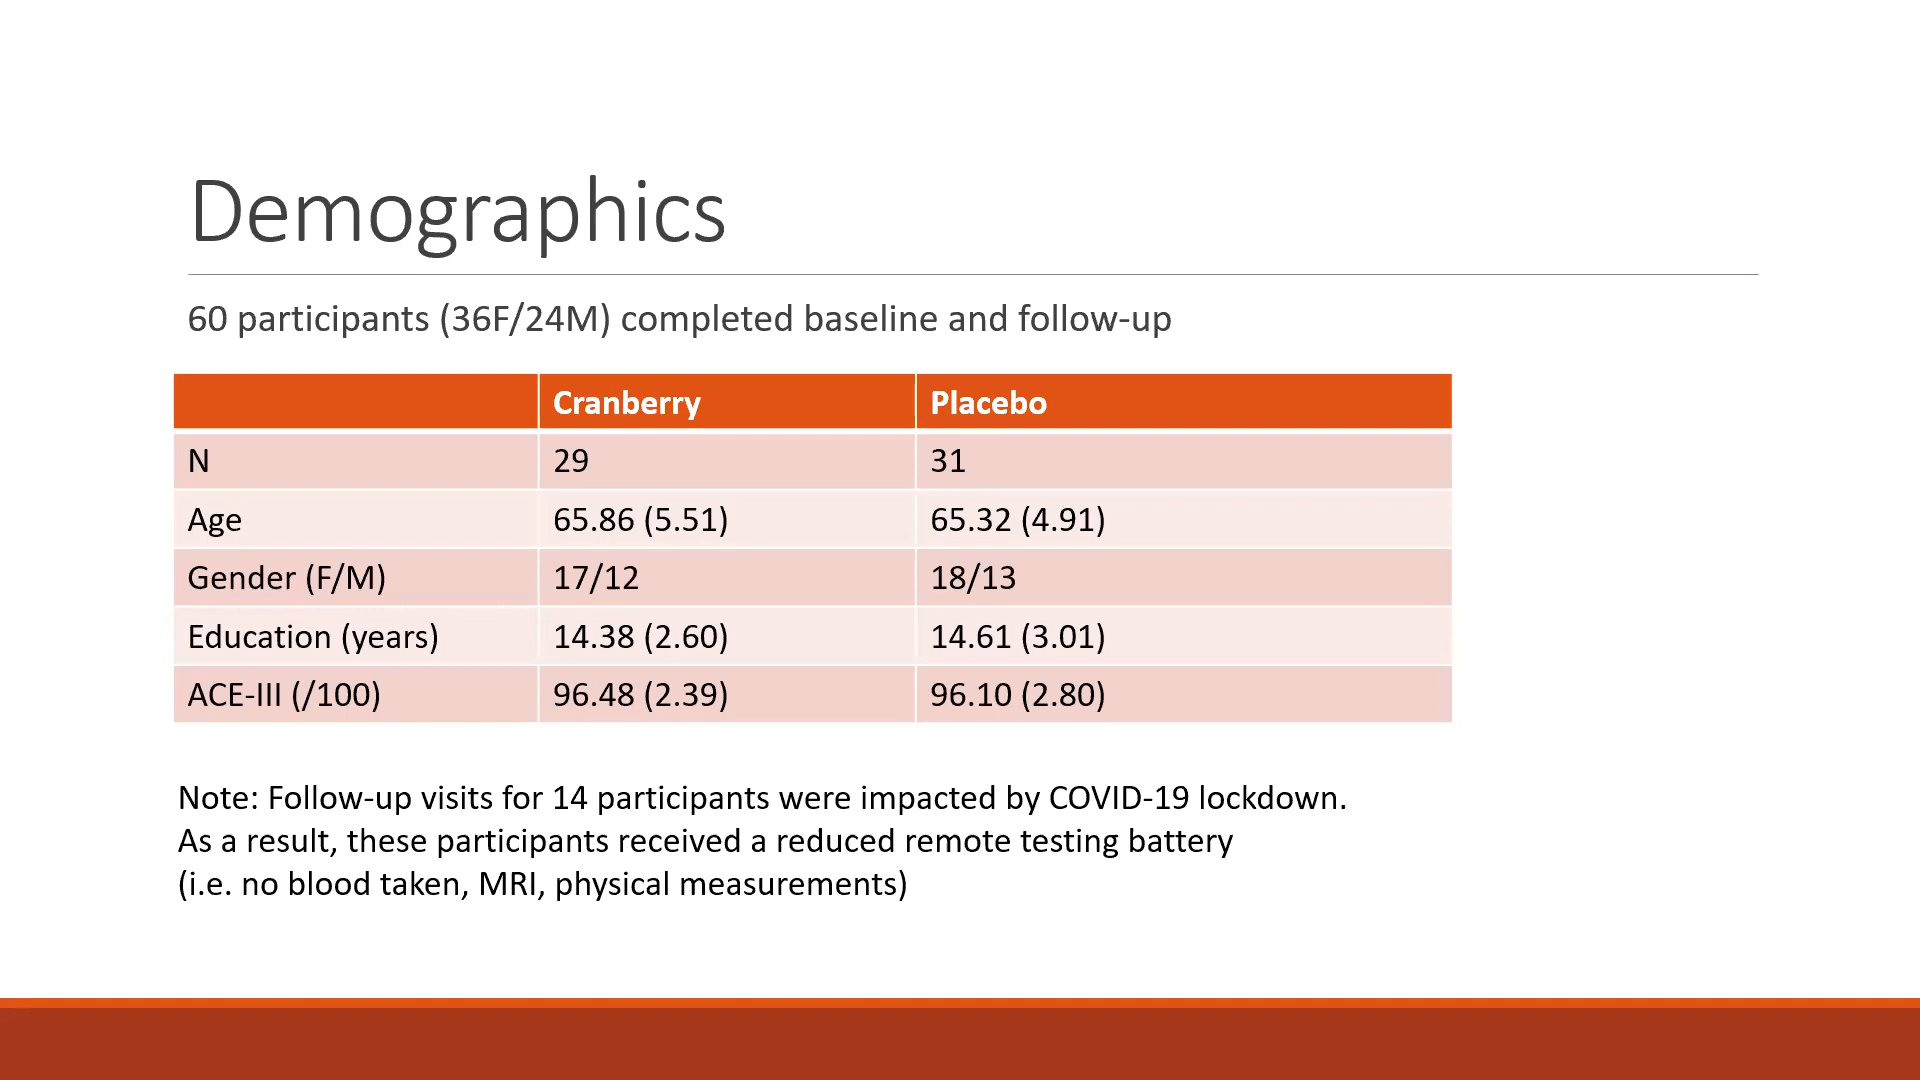 Demographics
60 participants (36F/24M) completed baseline and follow-up
Cranberry Placebo
N 29 31
Age 65.86 (5.51) 65.32 (4.91)
Gender (F/M) 17/12 18/13
Education (years) 14.38 (2.60) 14.61 (3.01)
ACE-III (/100) 96.48 (2.39) 96.10 (2.80)
Note: Follow-up visits for 14 participants were impacted by COVID-19 lockdown.
As a result, these participants received a reduced remote testing battery
(i.e. no blood taken, MRI, physical measurements)